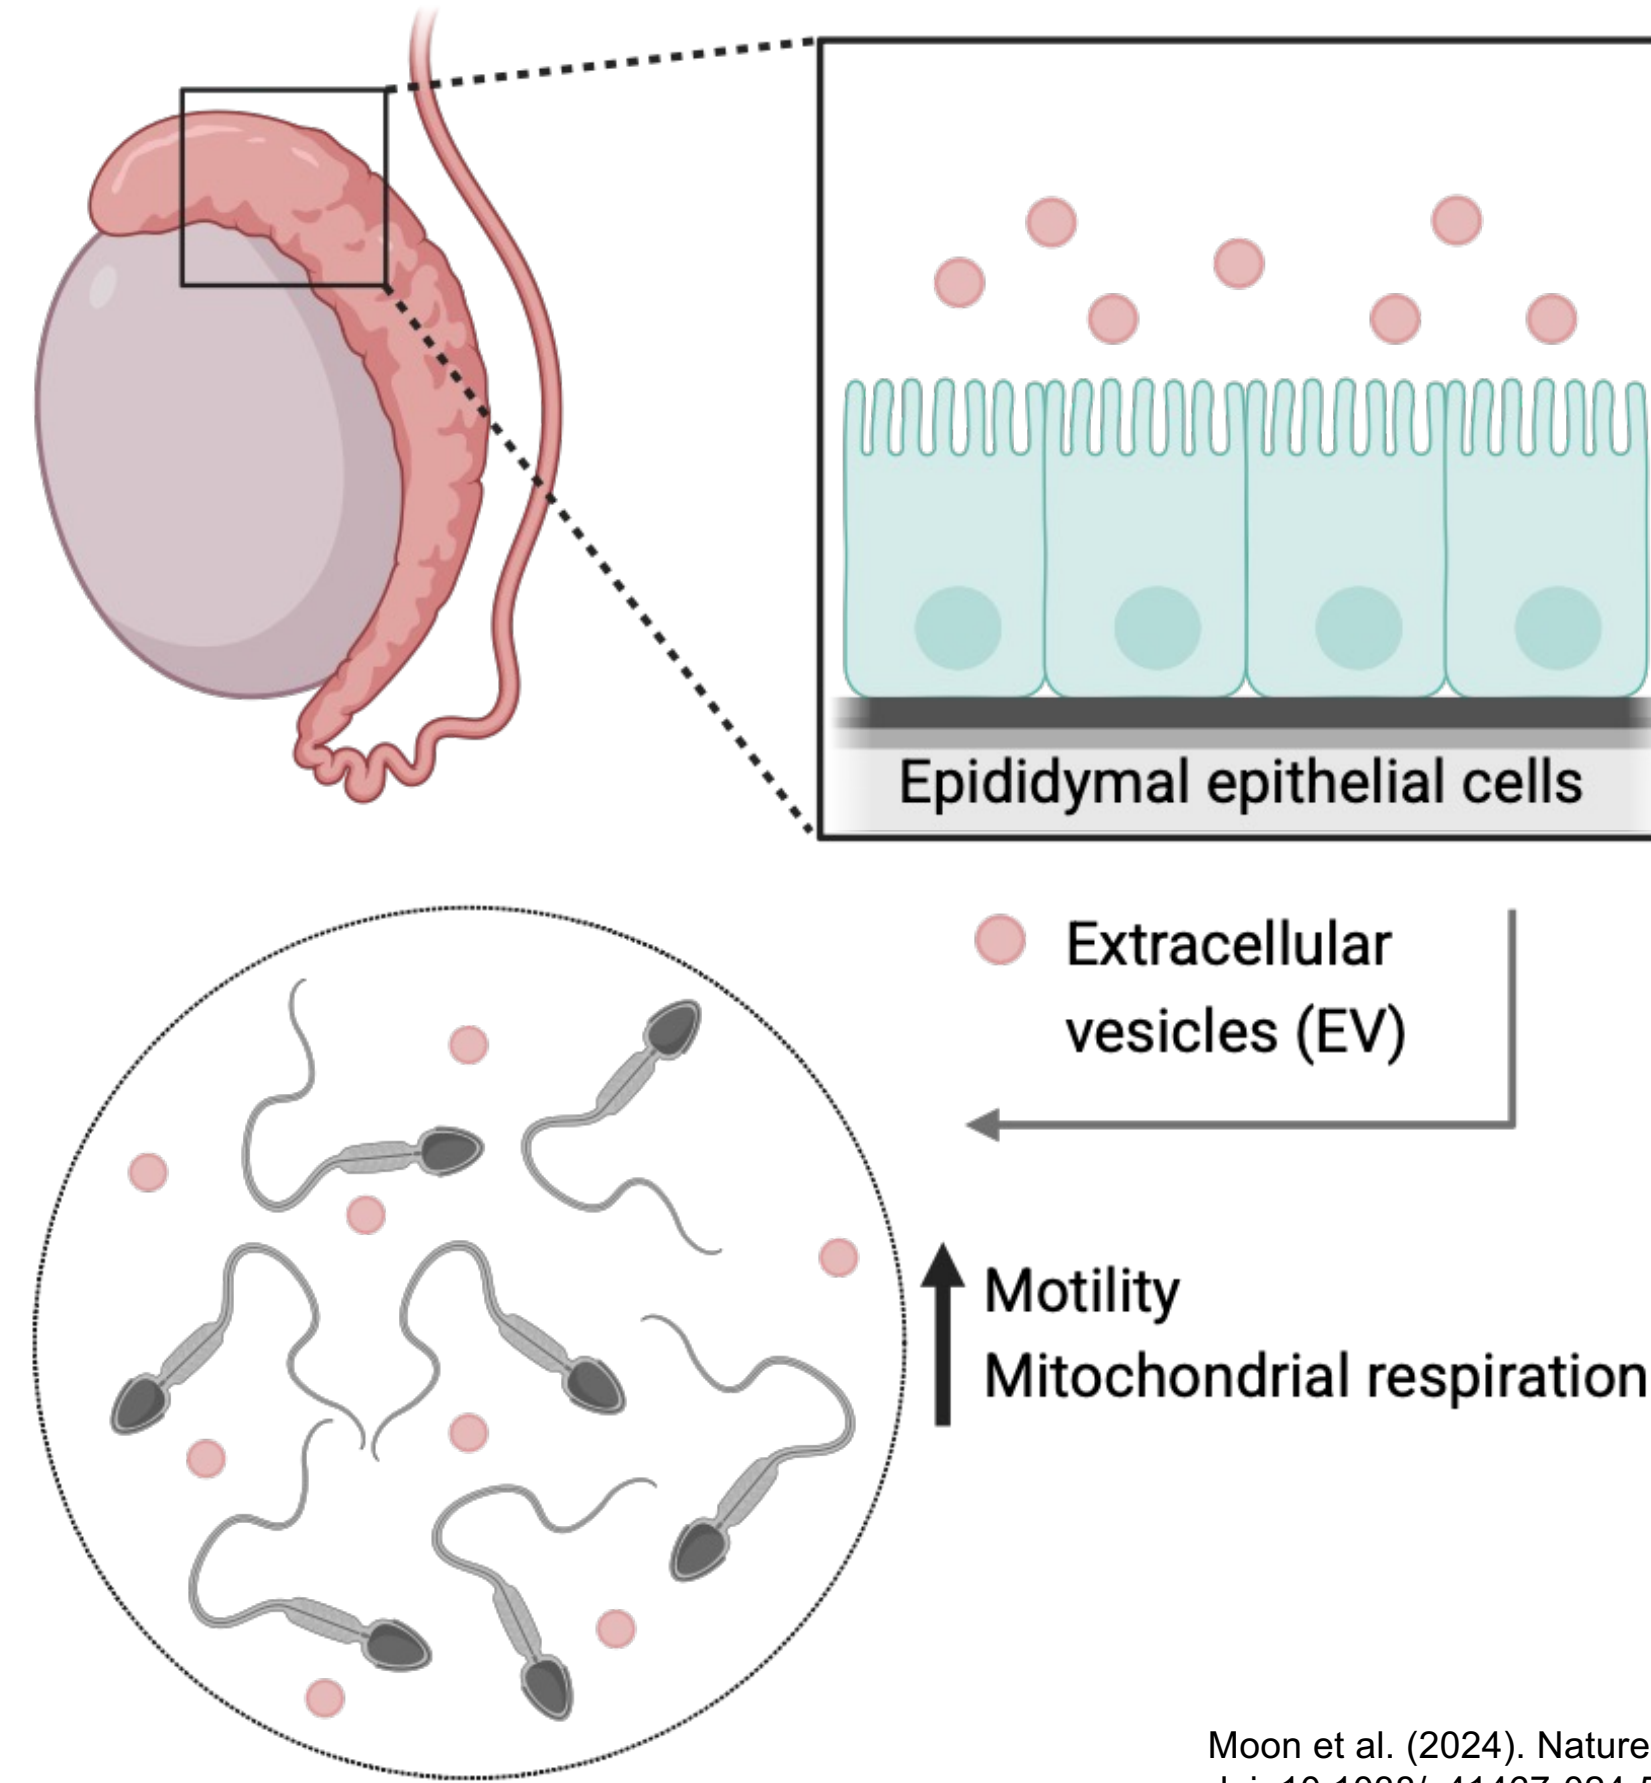 Epididymal epithelial cells
Extracellular
vesicles (EV)
Motility
Mitochondrial respiration
Moon et al. (2024). Nature